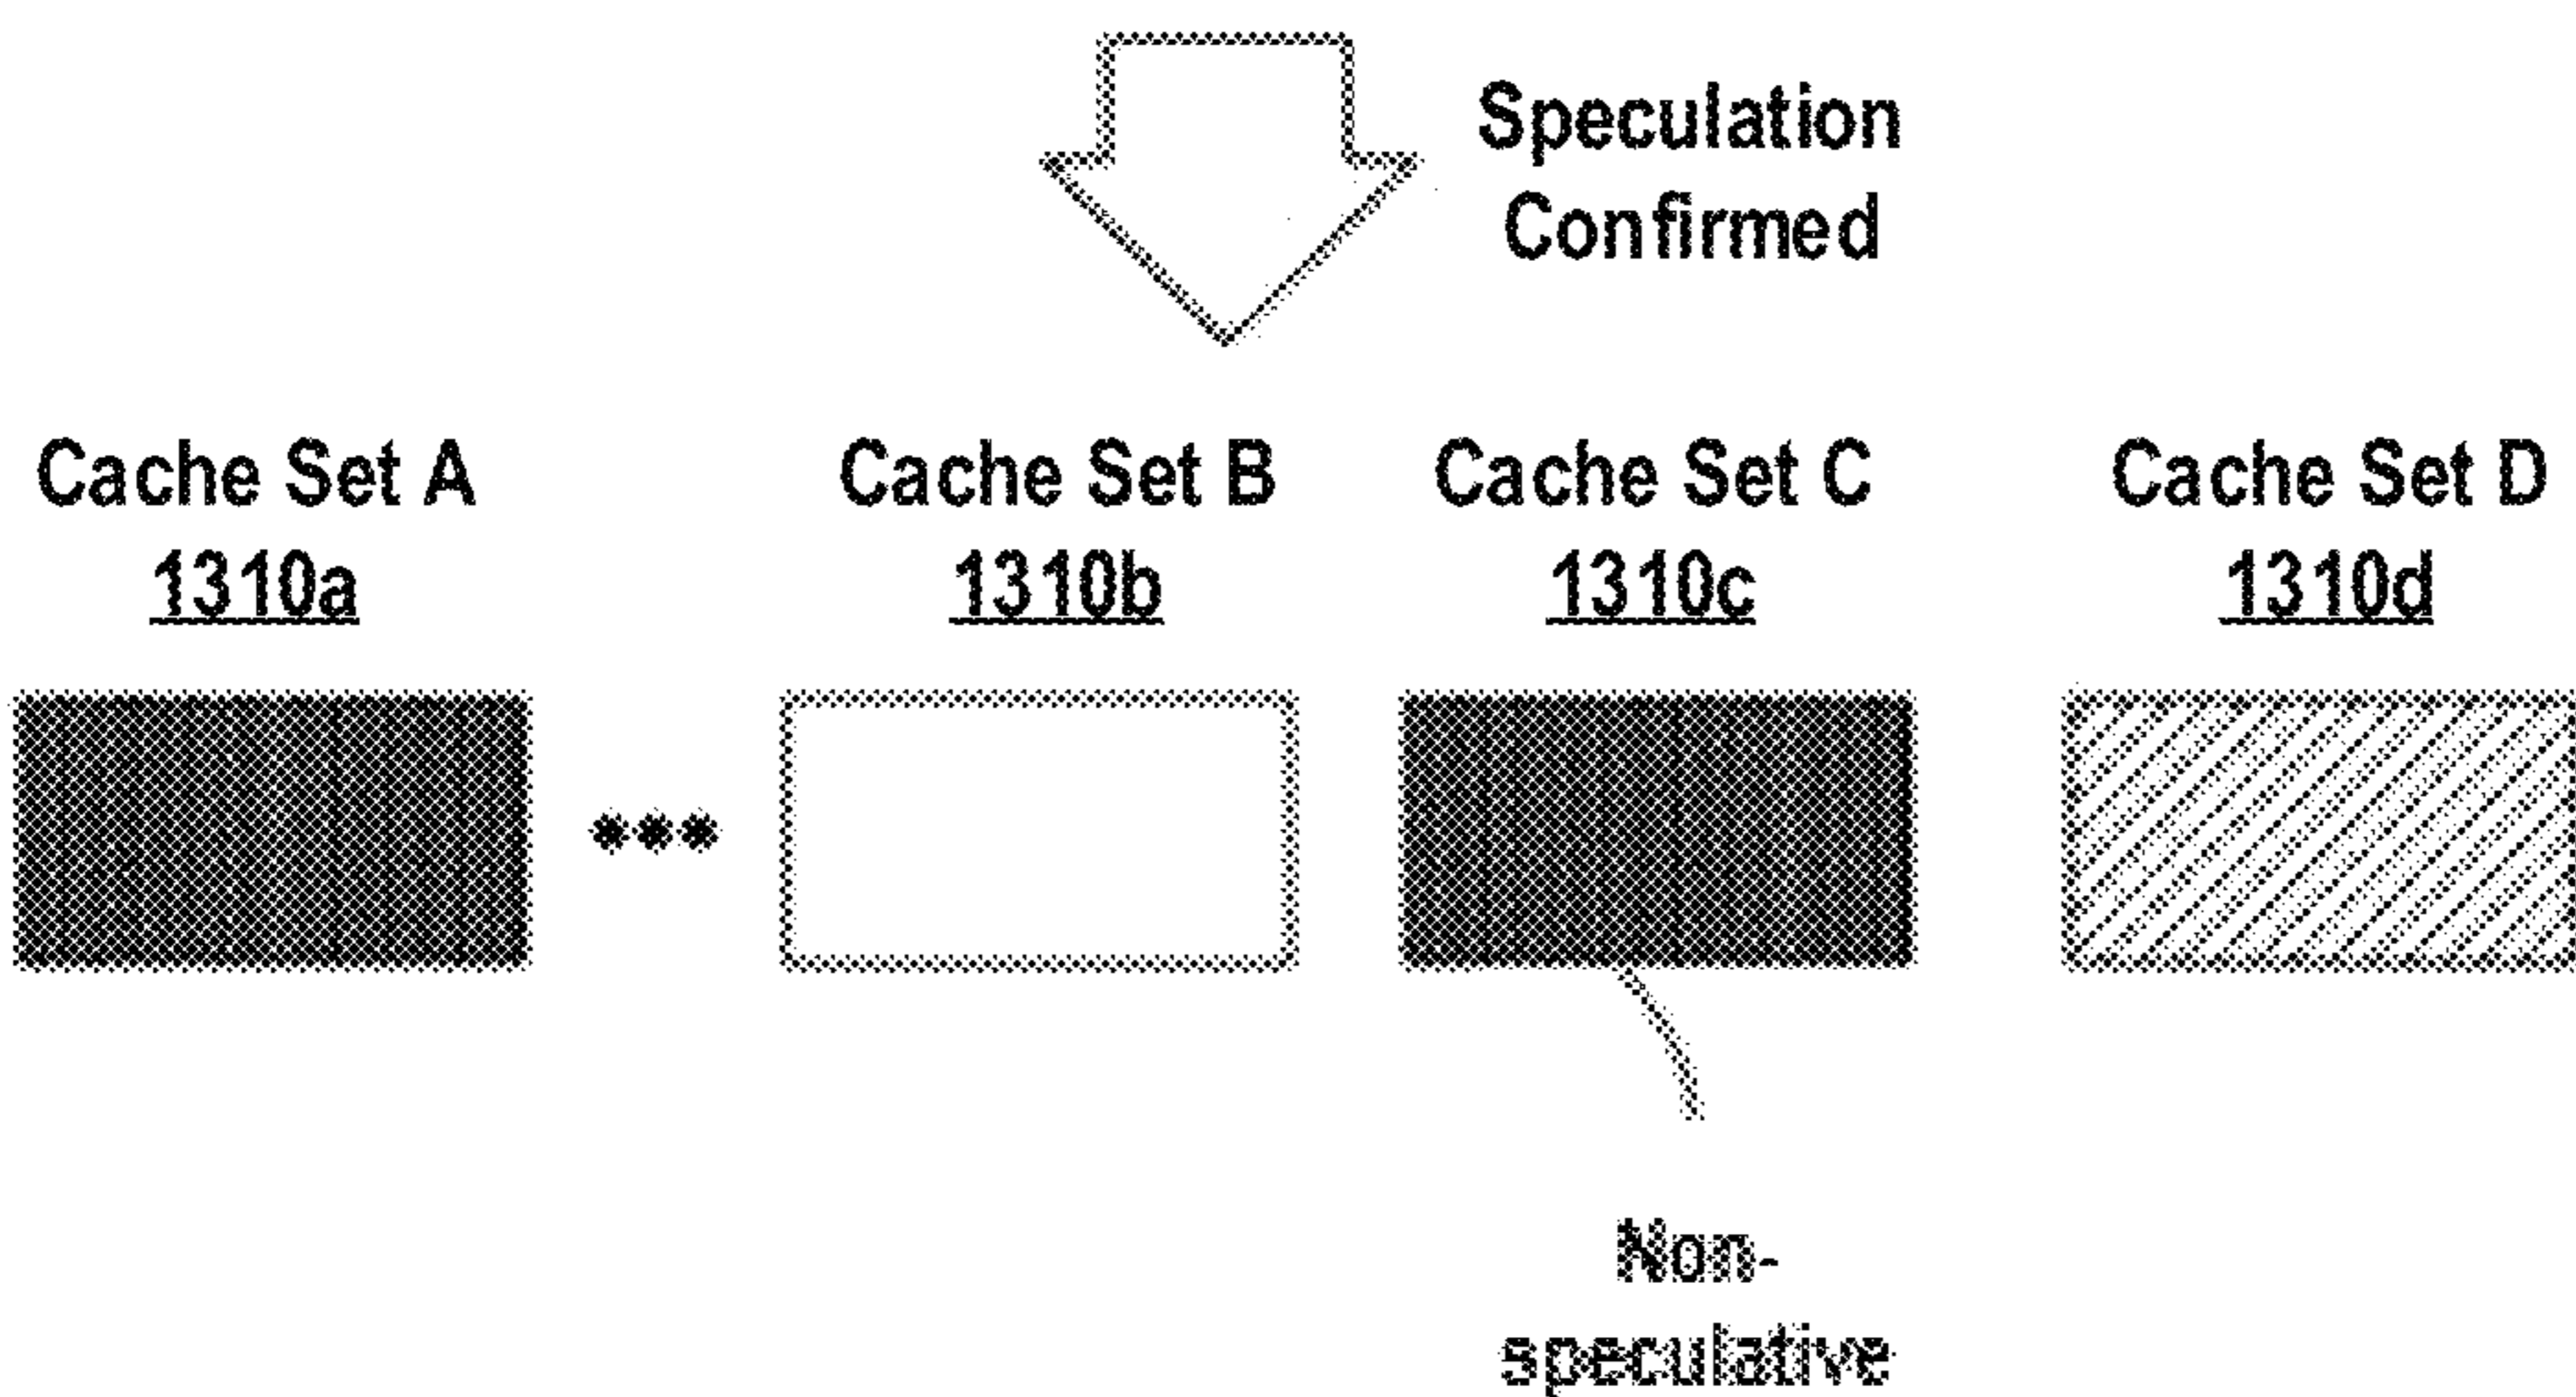 Speculation
Confirmed
Cache Set A
1310a
Cache Set B
1310b
Cache Set C
1310c
Cache Set D
1310d
Non-
speculative